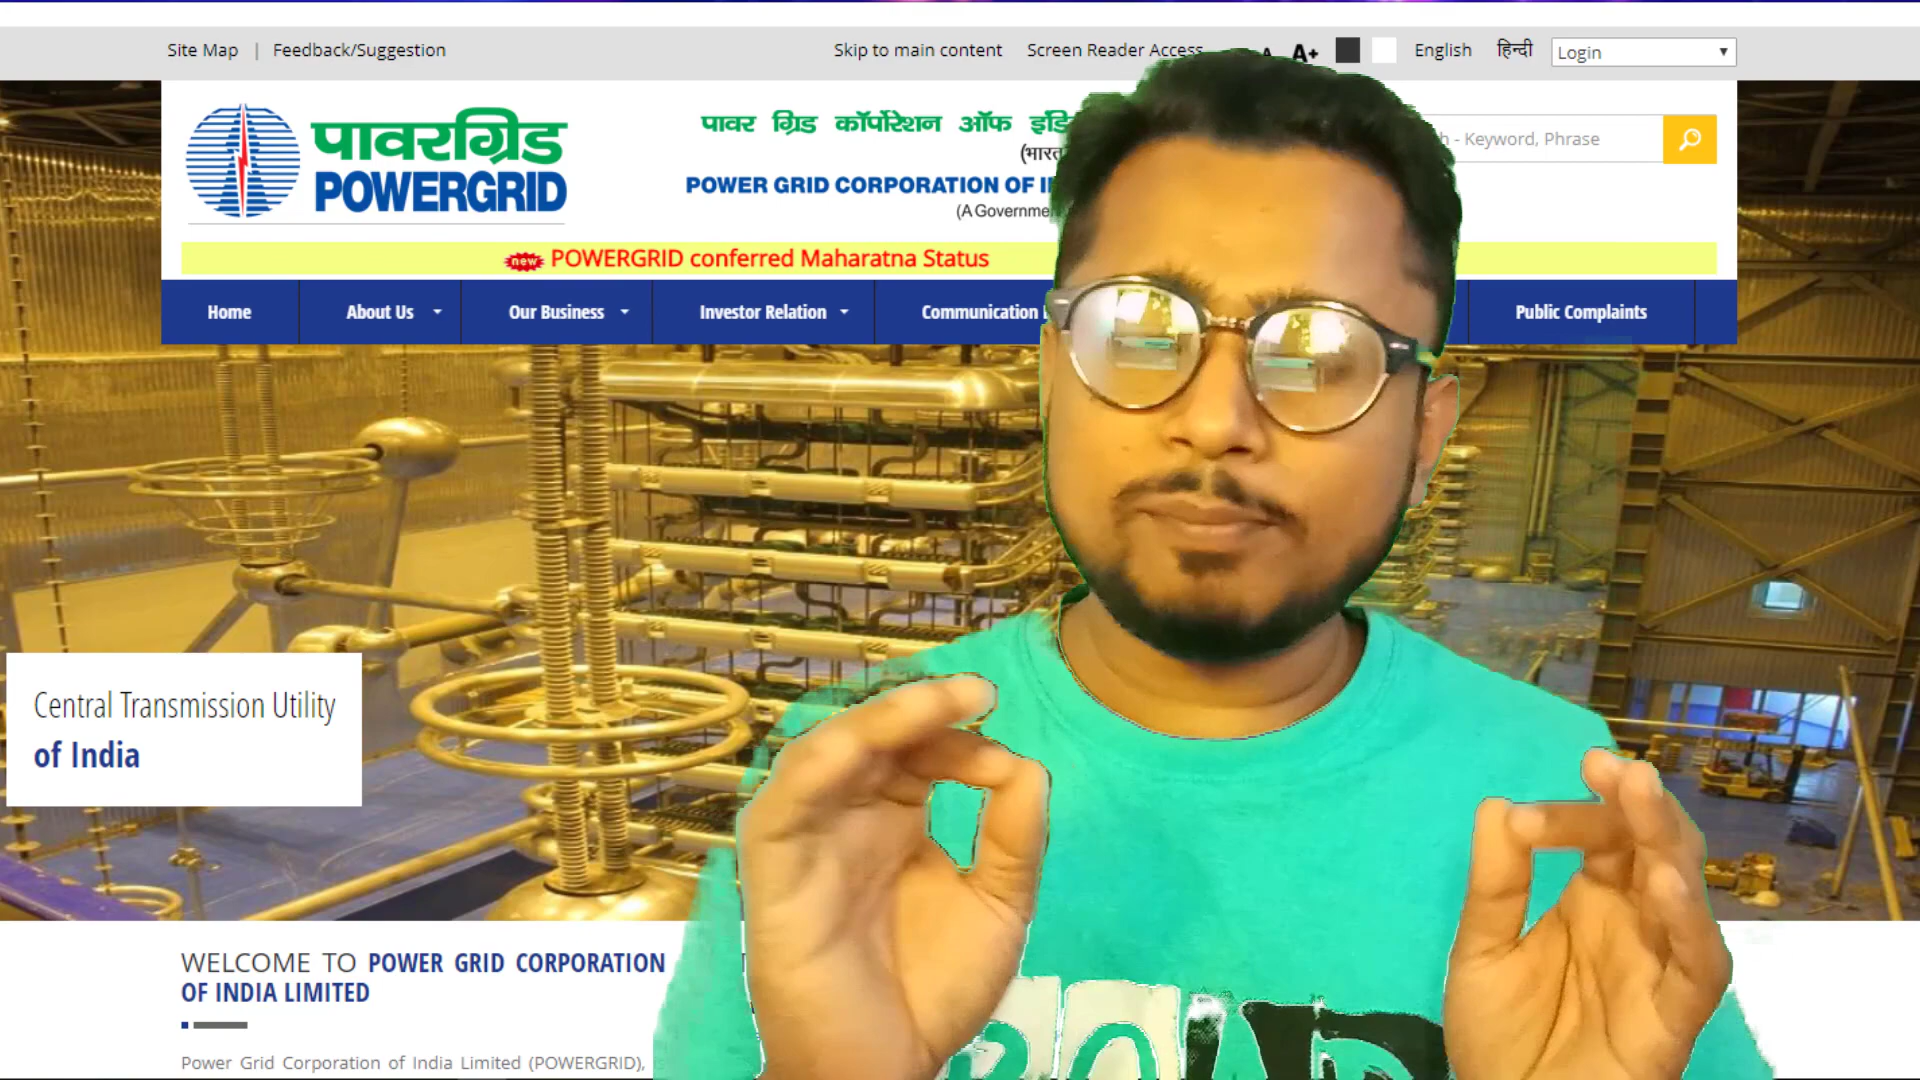 Site Map | Feedback/Suggestion
Skip to main content Screen Reader Access A A+ English हिन्दी Login
पावरग्रिड
POWERGRID
पावर ग्रिड कॉर्पोरेशन ऑफ
(भारत
POWER GRID CORPORATION OF
(A Governme
- Keyword, Phrase
new POWERGRID conferred Maharatna Status
Home About Us Our Business Investor Relation Communication Public Complaints
Central Transmission Utility
of India
WELCOME TO POWER GRID CORPORATION
OF INDIA LIMITED
Power Grid Corporation of India Limited (POWERGRID),